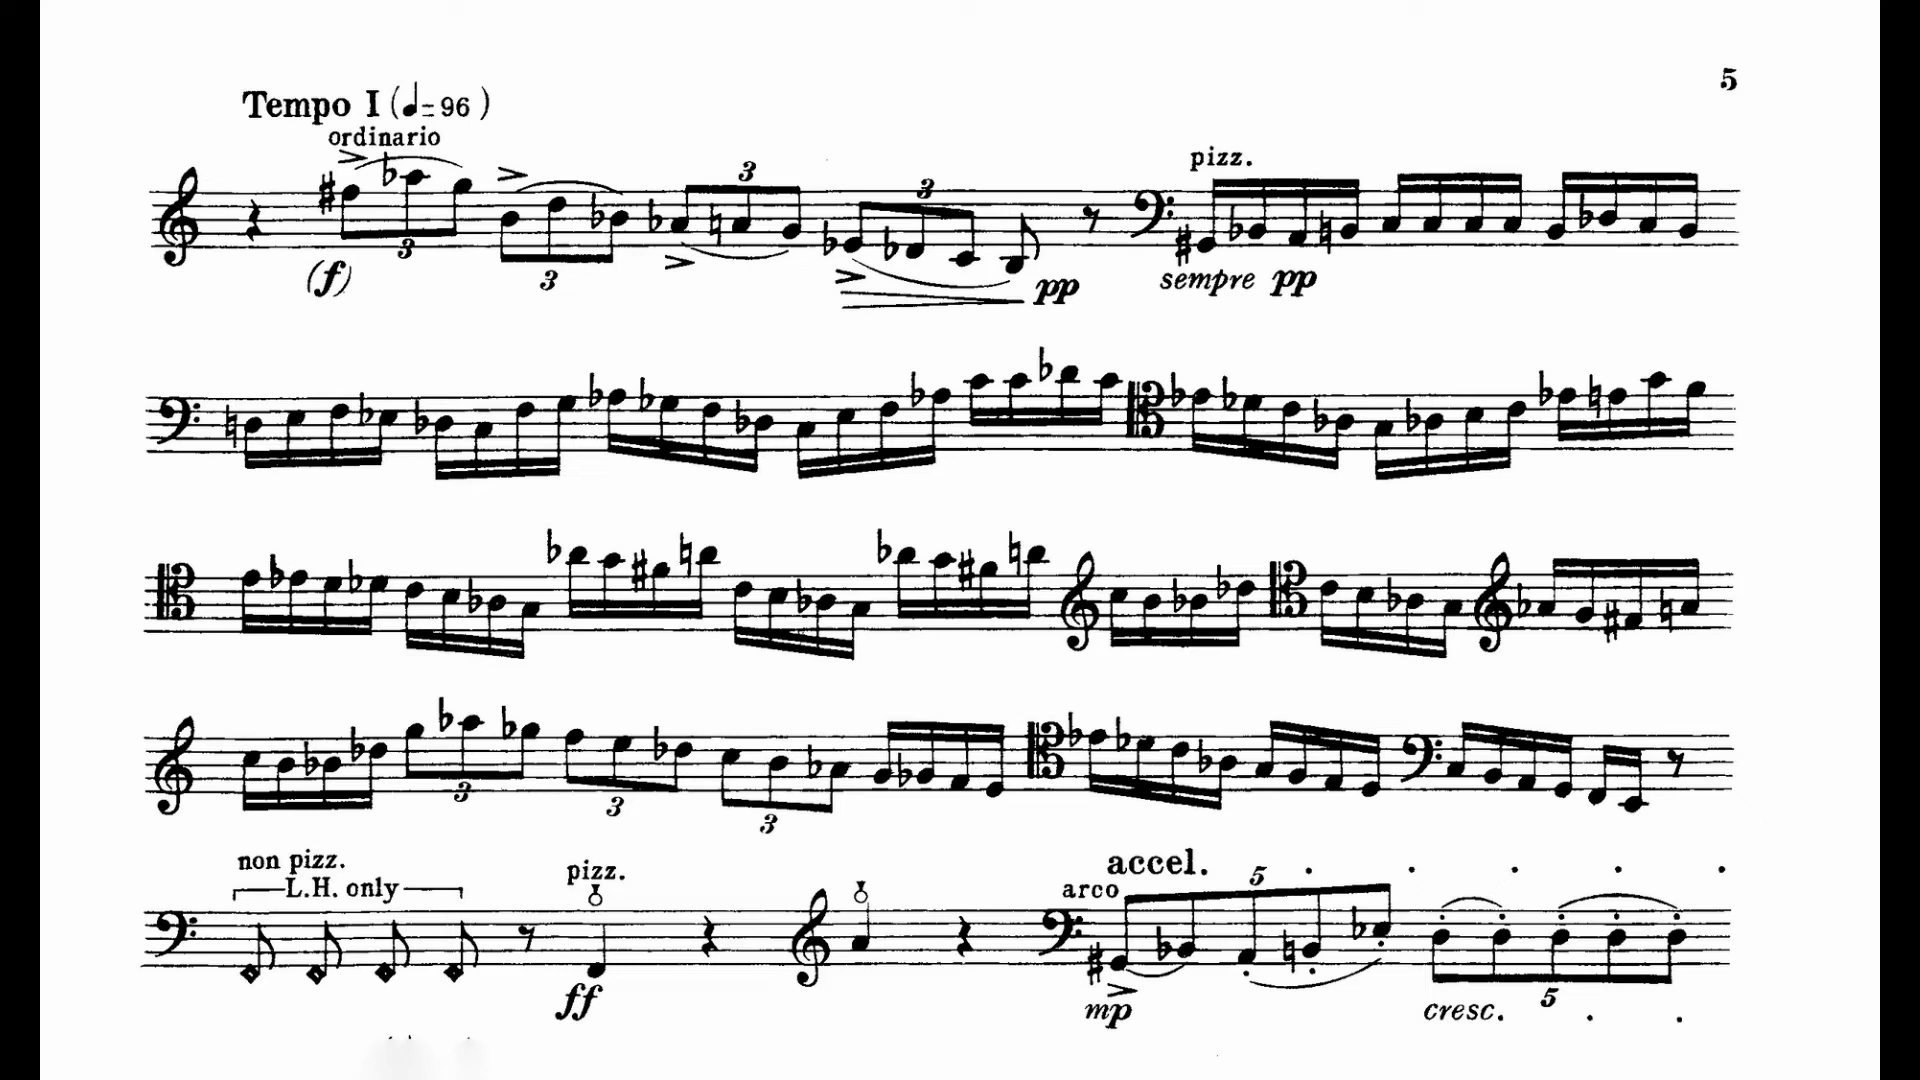 5
Tempo I (♩=96)
ordinario
pizz.
3 3
3 3
(f) pp sempre pp
3 3 3
non pizz.
L.H. only
pizz.
accel. . . . . .
arco 5
ff mp cresc. . .
5